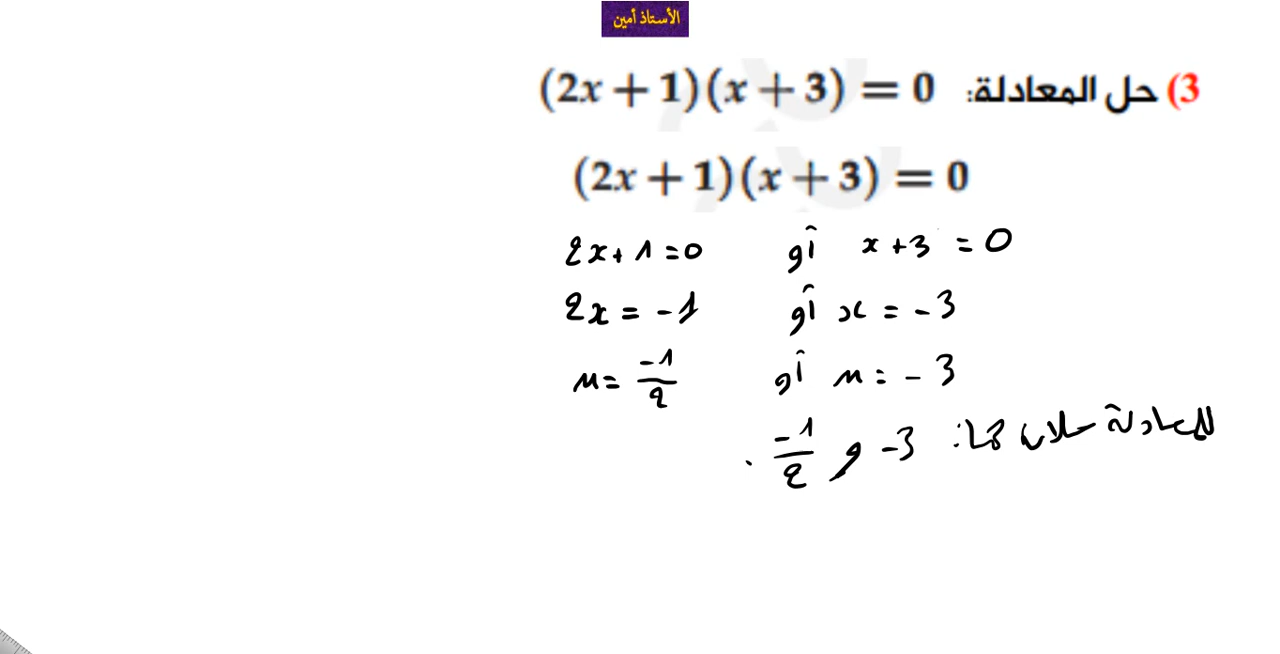 الأستاذ أمين
3) حل المعادلة: (2x + 1)(x + 3) = 0
(2x + 1)(x + 3) = 0
2x + 1 = 0 أو x + 3 = 0
2x = -1 أو x = -3
x = -1/2 أو x = -3
للمعادلة حلان هما: -3 و -1/2 .